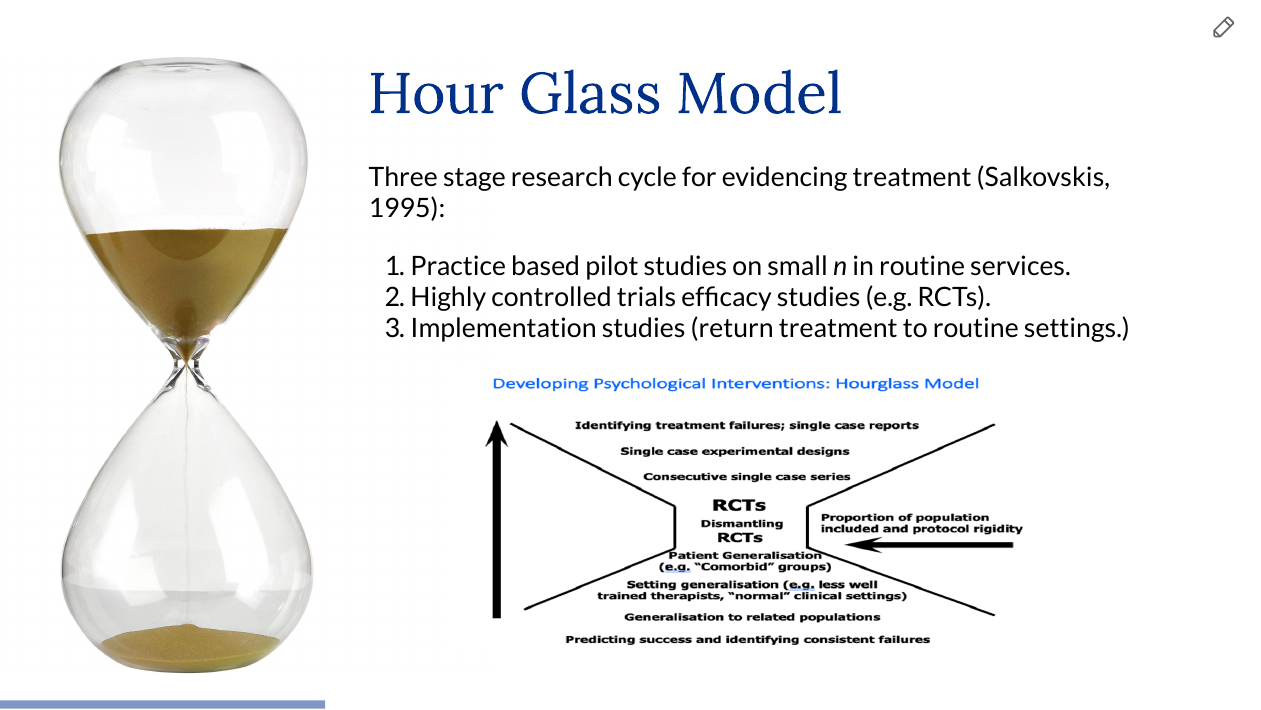 Hour Glass Model
Three stage research cycle for evidencing treatment (Salkovskis,
1995):
1. Practice based pilot studies on small n in routine services.
2. Highly controlled trials efficacy studies (e.g. RCTs).
3. Implementation studies (return treatment to routine settings.)
Developing Psychological Interventions: Hourglass Model
Identifying treatment failures; single case reports
Single case experimental designs
Consecutive single case series
RCTs
Dismantling
RCTs
Proportion of population
included and protocol rigidity
Patient Generalisation
(e.g. “Comorbid” groups)
Setting generalisation (e.g. less well
trained therapists, “normal” clinical settings)
Generalisation to related populations
Predicting success and identifying consistent failures